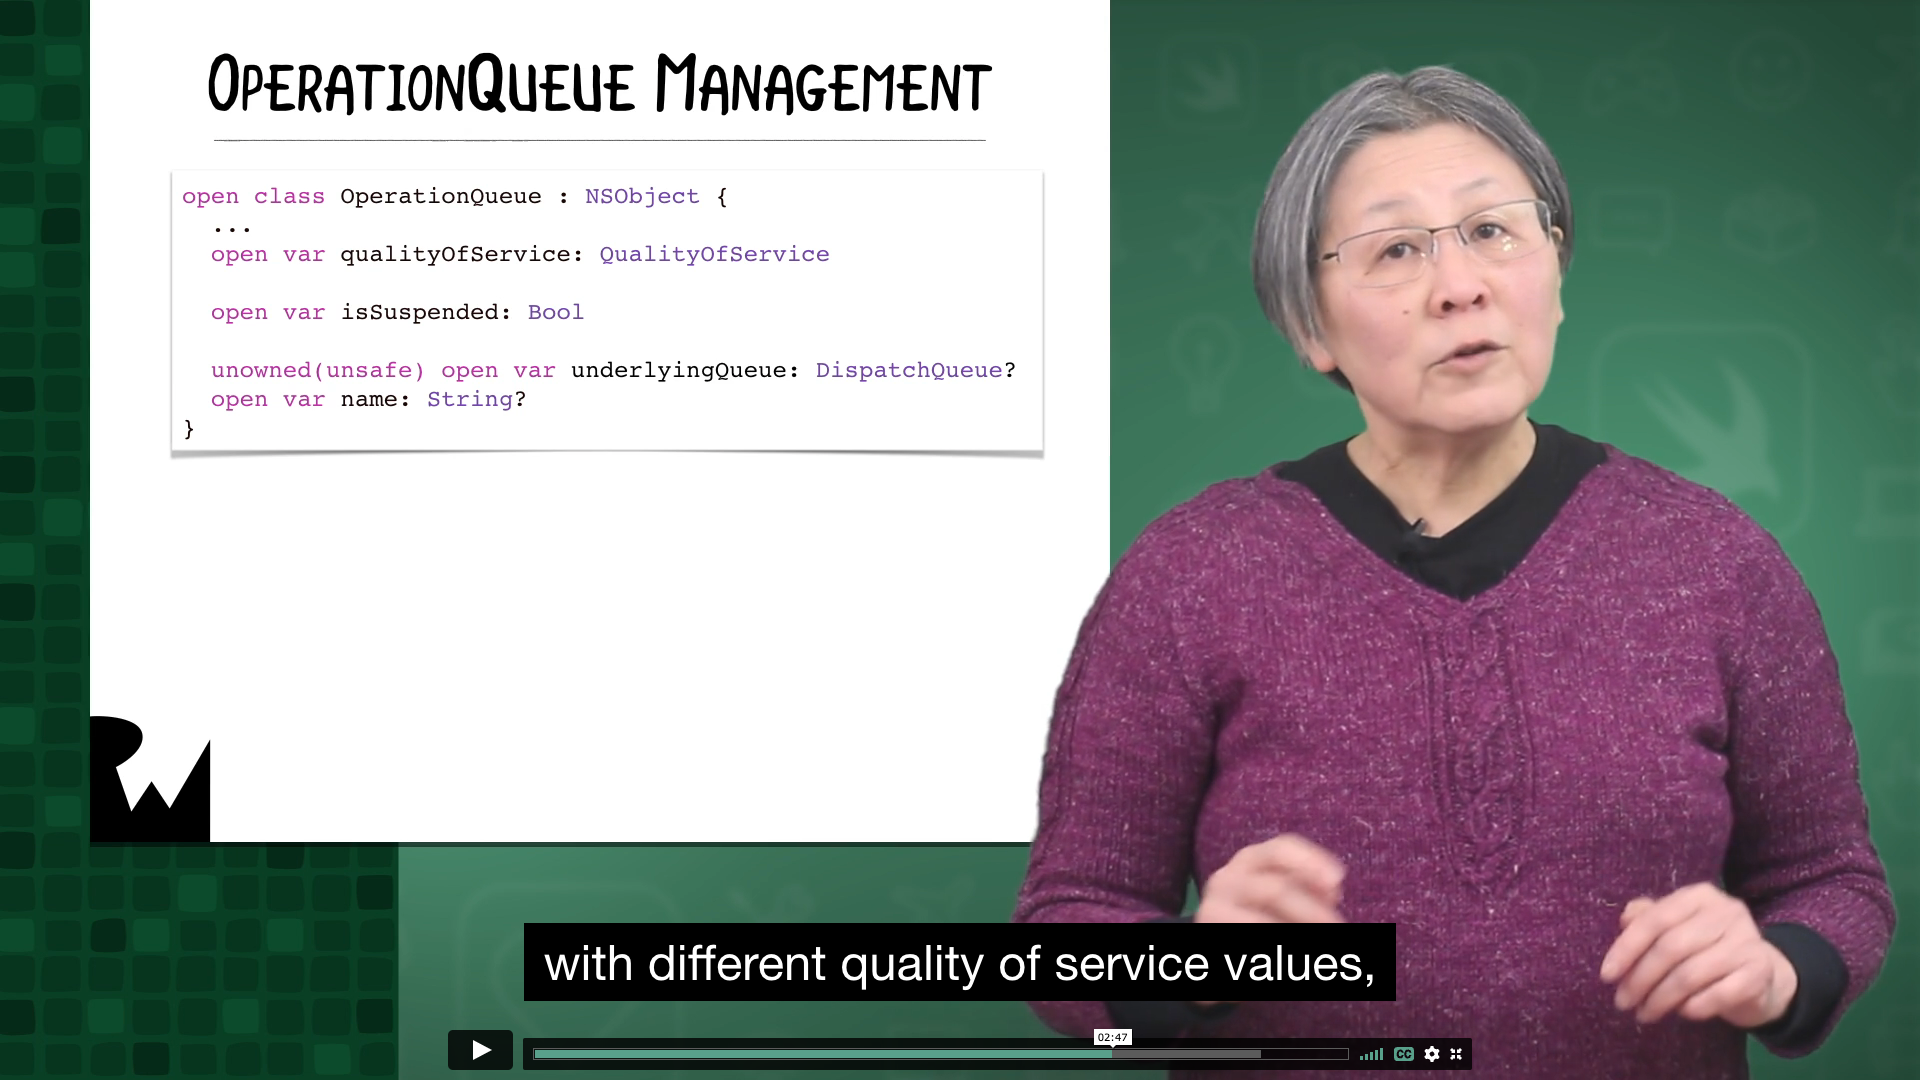 OPERATIONQUEUE MANAGEMENT
open class OperationQueue : NSObject {
...
open var qualityOfService: QualityOfService
open var isSuspended: Bool
unowned(unsafe) open var underlyingQueue: DispatchQueue?
open var name: String?
}
RW
with different quality of service values,
02:47
CC